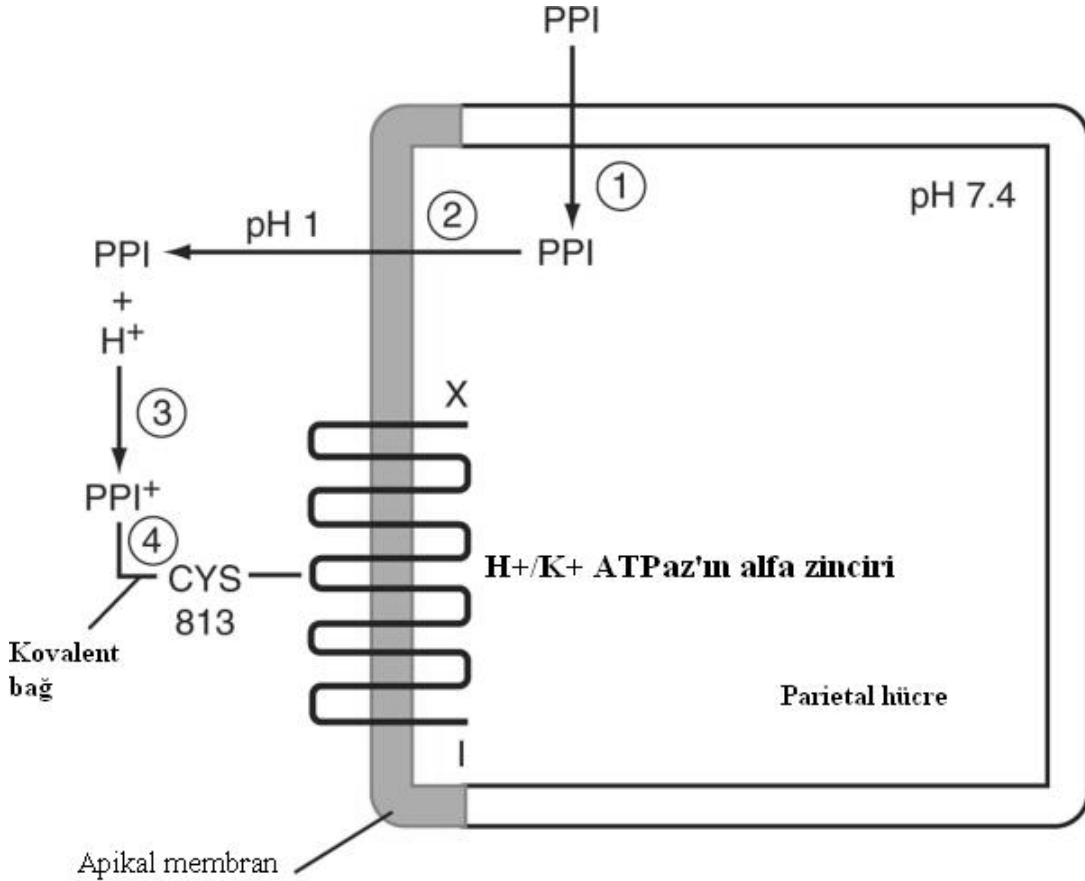 PPI
1
pH 7.4
2
pH 1
PPI
PPI
+
H+
X
3
PPI+
4
H+/K+ ATPaz'ın alfa zinciri
CYS
813
Kovalent
bağ
Parietal hücre
I
Apikal membran